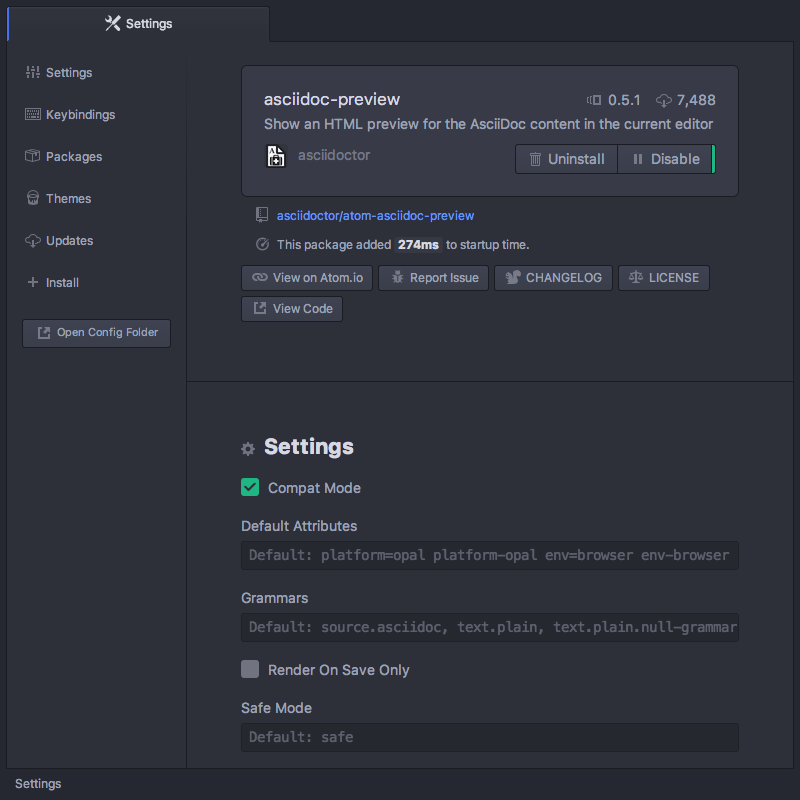 Settings
Settings
Keybindings
Packages
Themes
Updates
Install
Open Config Folder
asciidoc-preview
0.5.1 7,488
Show an HTML preview for the AsciiDoc content in the current editor
asciidoctor
Uninstall Disable
asciidoctor/atom-asciidoc-preview
This package added 274ms to startup time.
View on Atom.io Report Issue CHANGELOG LICENSE
View Code
Settings
Compat Mode
Default Attributes
Default: platform=opal platform-opal env=browser env-browser
Grammars
Default: source.asciidoc, text.plain, text.plain.null-grammar
Render On Save Only
Safe Mode
Default: safe
Settings